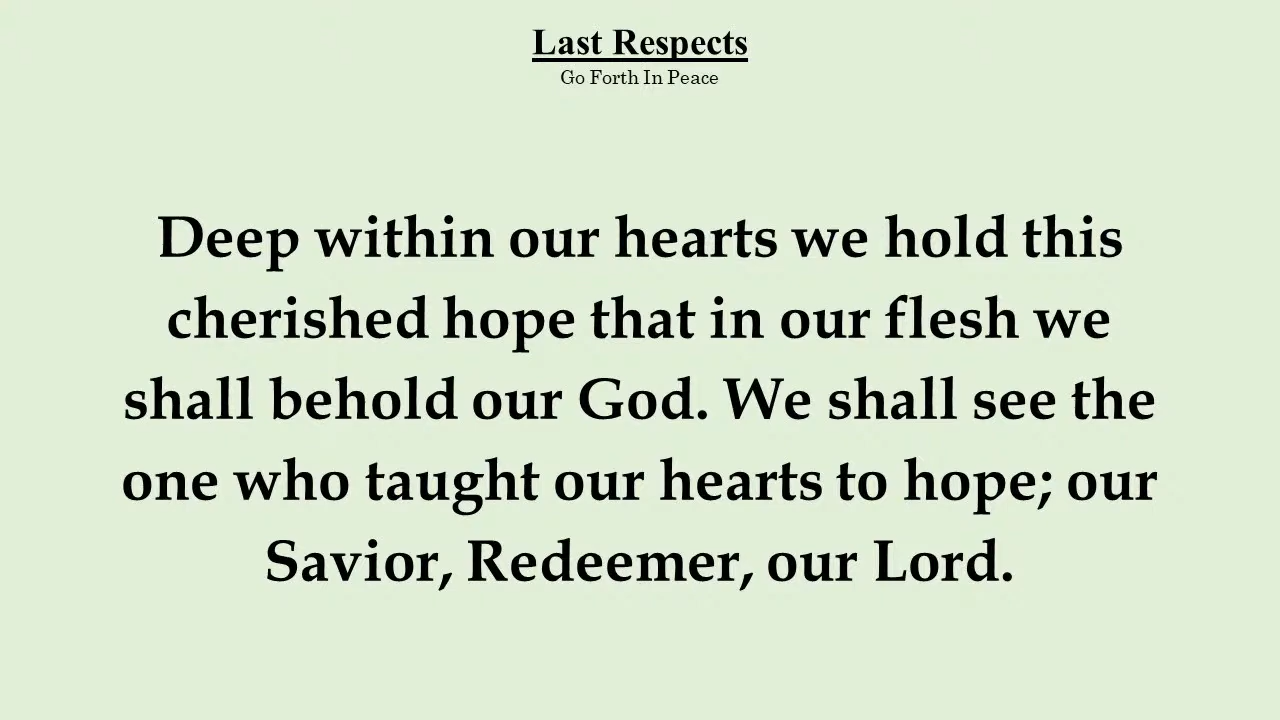 Last Respects
Go Forth In Peace
Deep within our hearts we hold this
cherished hope that in our flesh we
shall behold our God. We shall see the
one who taught our hearts to hope; our
Savior, Redeemer, our Lord.